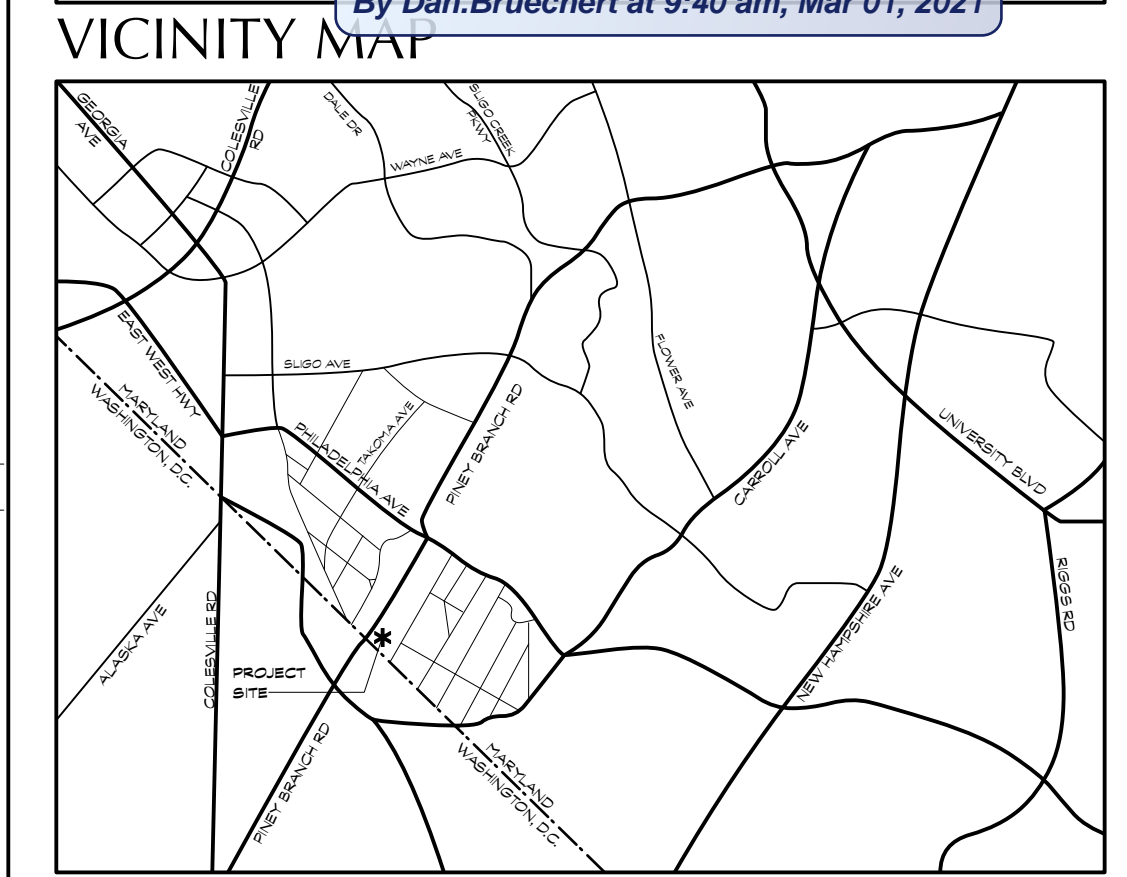 By Dan.Bruechert at 9:40 am, Mar 01, 2021
VICINITY MAP
GEORGIA
AVE
COLESVILLE
RD
DALE DR
SLIGO CREEK
PKWY
WAYNE AVE
EAST WEST HWY
SLIGO AVE
FLOWER AVE
MARYLAND
WASHINGTON, D.C.
PHILADELPHIA AVE
TAKOMA AVE
PINEY BRANCH RD
CARROLL AVE
UNIVERSITY BLVD
ALASKA AVE
COLESVILLE RD
PROJECT
SITE
NEW HAMPSHIRE AVE
RIGGS RD
PINEY BRANCH RD
MARYLAND
WASHINGTON, D.C.